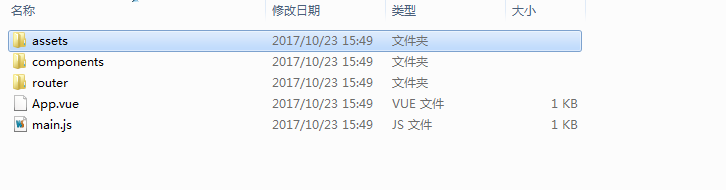 名称 修改日期 类型 大小
assets 2017/10/23 15:49 文件夹
components 2017/10/23 15:49 文件夹
router 2017/10/23 15:49 文件夹
App.vue 2017/10/23 15:49 VUE 文件 1 KB
main.js 2017/10/23 15:49 JS 文件 1 KB